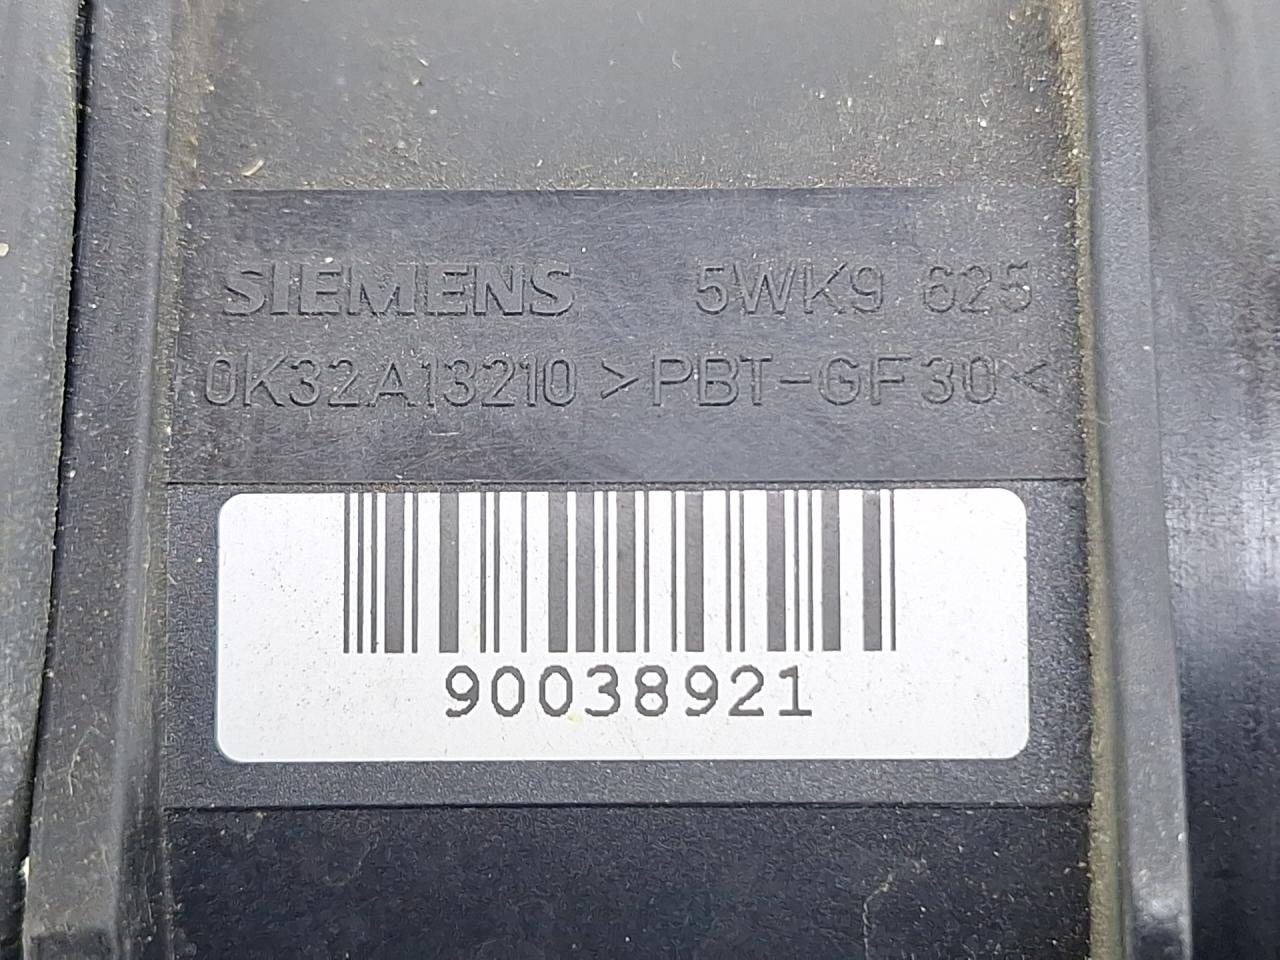 SIEMENS 5WK9 625
0K32A13210 >PBT-GF30<
90038921